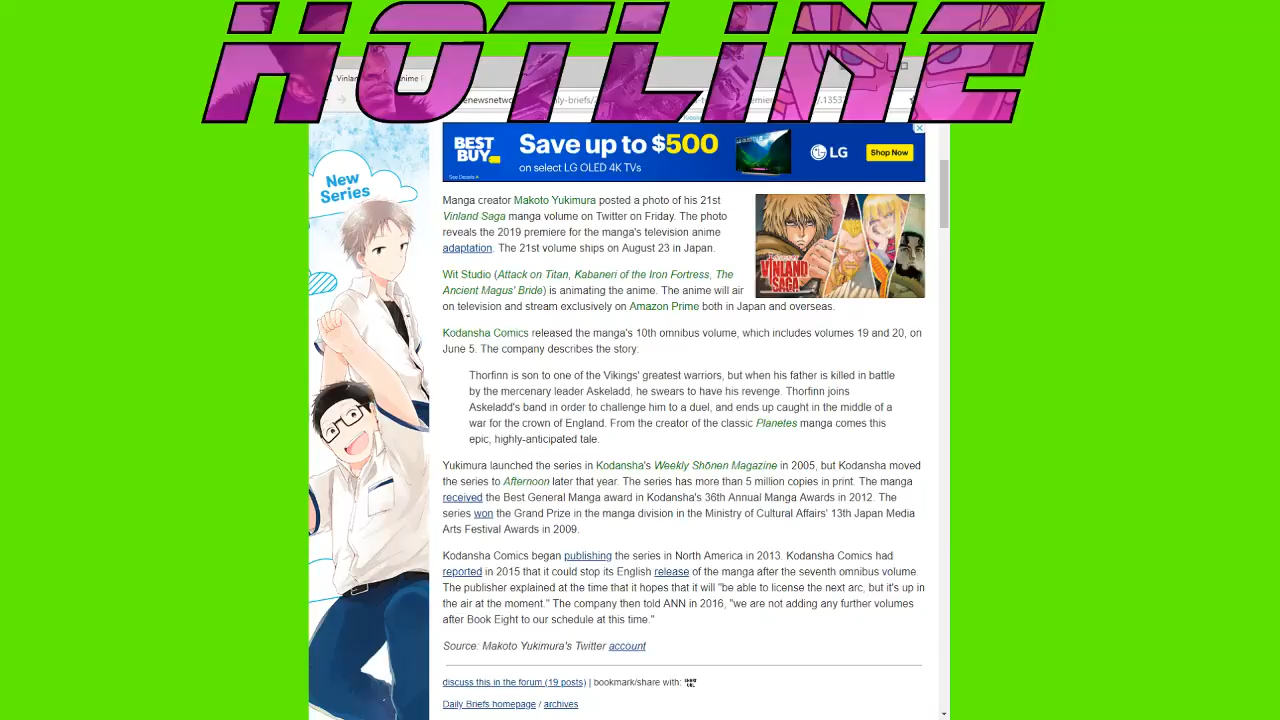 HOTLINE
Vinland
Anime
enewsnetw
ily-briefs/2
.1353
BEST BUY
Save up to $500
on select LG OLED 4K TVs
See Details
LG
Shop Now
New
Series
VINLAND
SAGA
Manga creator Makoto Yukimura posted a photo of his 21st
Vinland Saga manga volume on Twitter on Friday. The photo
reveals the 2019 premiere for the manga's television anime
adaptation. The 21st volume ships on August 23 in Japan.
Wit Studio (Attack on Titan, Kabaneri of the Iron Fortress, The
Ancient Magus' Bride) is animating the anime. The anime will air
on television and stream exclusively on Amazon Prime both in Japan and overseas.
Kodansha Comics released the manga's 10th omnibus volume, which includes volumes 19 and 20, on
June 5. The company describes the story:
Thorfinn is son to one of the Vikings' greatest warriors, but when his father is killed in battle
by the mercenary leader Askeladd, he swears to have his revenge. Thorfinn joins
Askeladd's band in order to challenge him to a duel, and ends up caught in the middle of a
war for the crown of England. From the creator of the classic Planetes manga comes this
epic, highly-anticipated tale.
Yukimura launched the series in Kodansha's Weekly Shōnen Magazine in 2005, but Kodansha moved
the series to Afternoon later that year. The series has more than 5 million copies in print. The manga
received the Best General Manga award in Kodansha's 36th Annual Manga Awards in 2012. The
series won the Grand Prize in the manga division in the Ministry of Cultural Affairs' 13th Japan Media
Arts Festival Awards in 2009.
Kodansha Comics began publishing the series in North America in 2013. Kodansha Comics had
reported in 2015 that it could stop its English release of the manga after the seventh omnibus volume.
The publisher explained at the time that it hopes that it will "be able to license the next arc, but it's up in
the air at the moment." The company then told ANN in 2016, "we are not adding any further volumes
after Book Eight to our schedule at this time."
Source: Makoto Yukimura's Twitter account
discuss this in the forum (19 posts) | bookmark/share with: SHORT URL
Daily Briefs homepage / archives